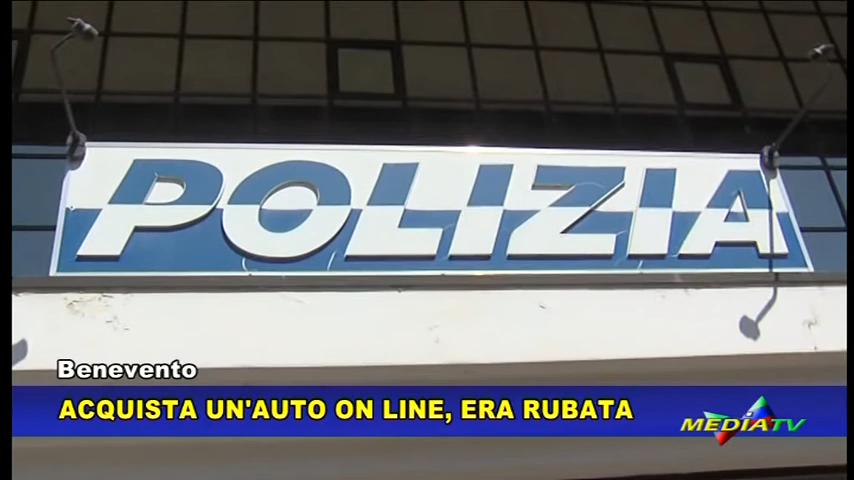 POLIZIA
Benevento
ACQUISTA UN'AUTO ON LINE, ERA RUBATA
MEDIATV